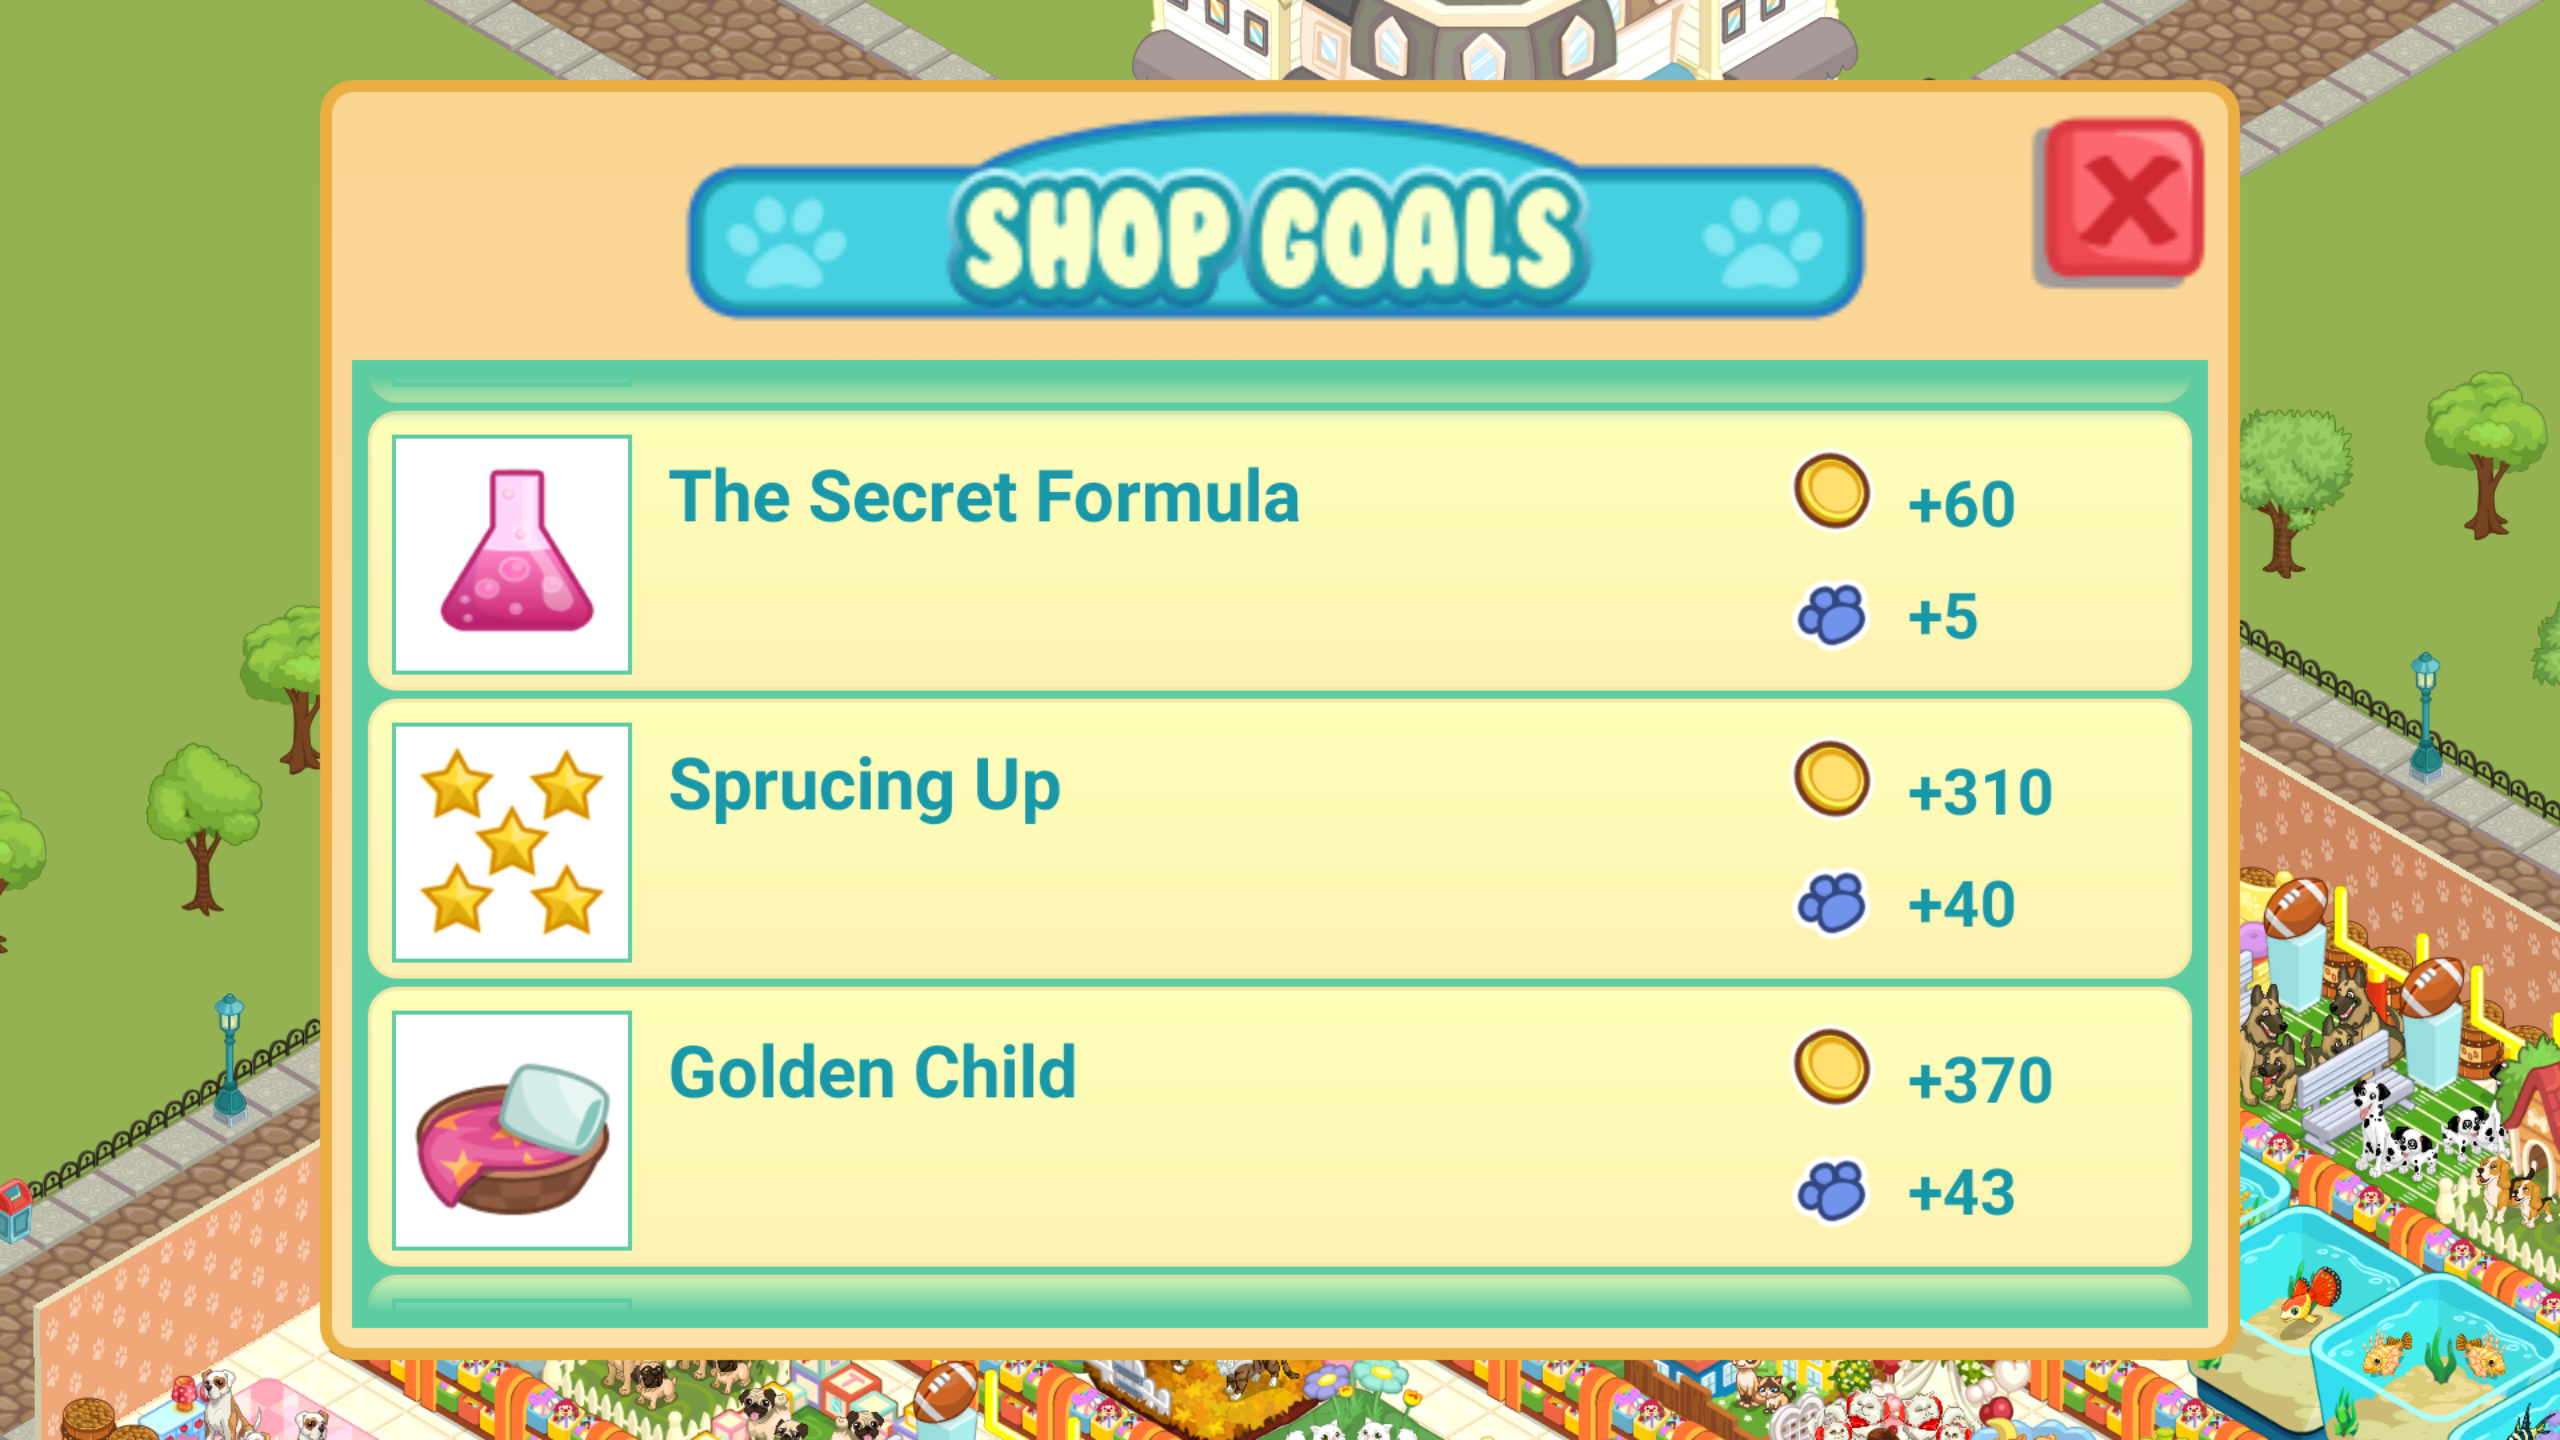 SHOP GOALS
The Secret Formula
+60
+5
Sprucing Up
+310
+40
Golden Child
+370
+43